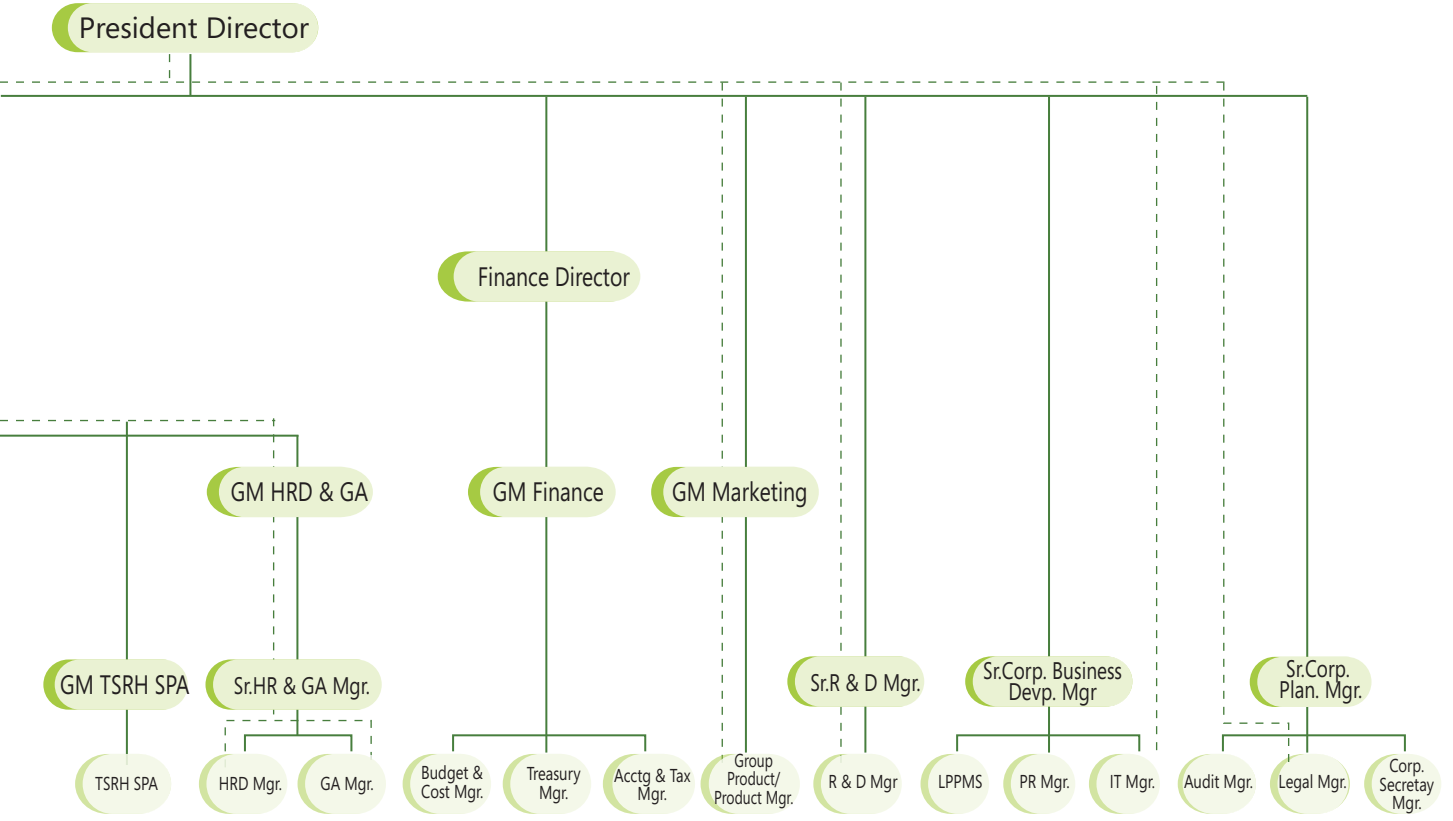 President Director
Finance Director
GM HRD & GA
GM Finance
GM Marketing
GM TSRH SPA
Sr.HR & GA Mgr.
Sr.R & D Mgr.
Sr.Corp. Business
Devp. Mgr
Sr.Corp.
Plan. Mgr.
TSRH SPA
HRD Mgr.
GA Mgr.
Budget &
Cost Mgr.
Treasury
Mgr.
Acctg & Tax
Mgr.
Group
Product/
Product Mgr.
R & D Mgr
LPPMS
PR Mgr.
IT Mgr.
Audit Mgr.
Legal Mgr.
Corp.
Secretay
Mgr.